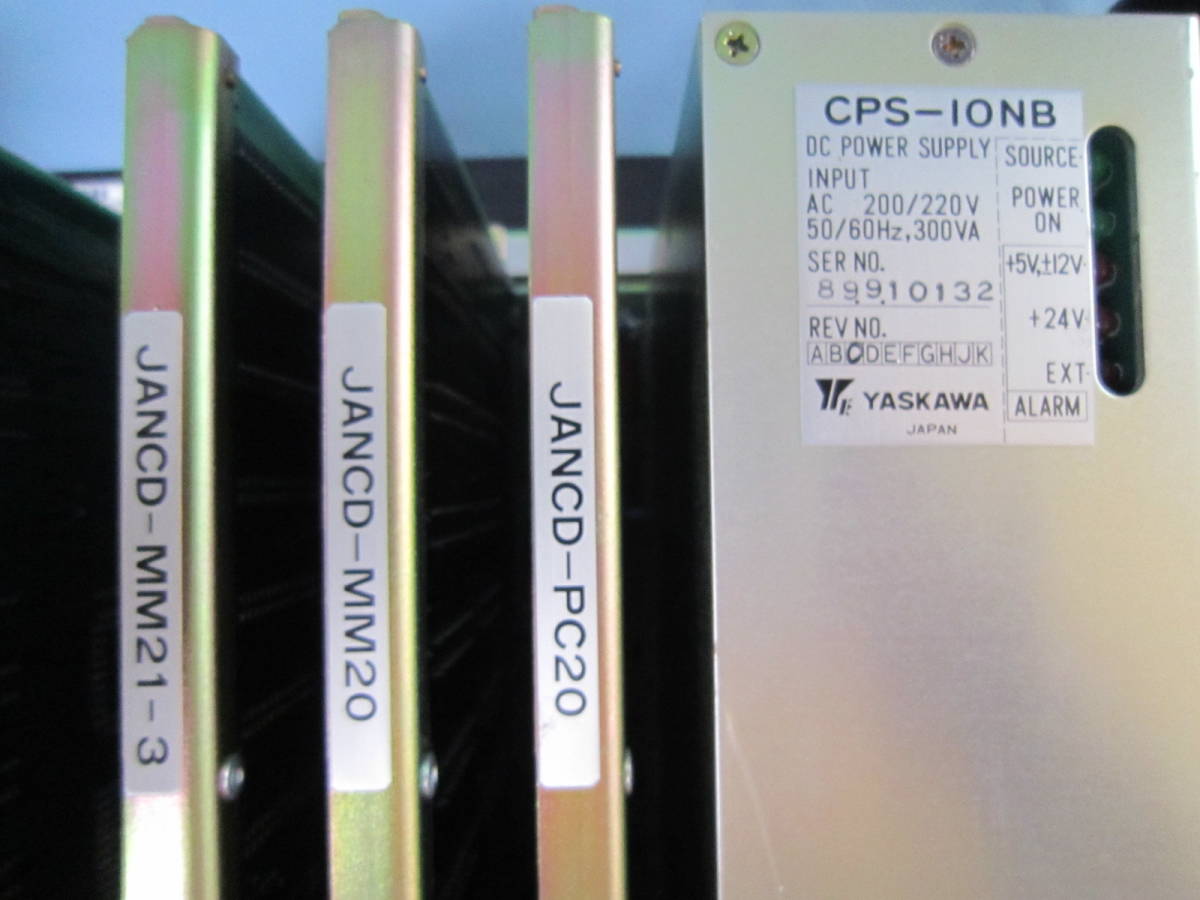 JANCD-MM21-3
JANCD-MM20
JANCD-PC20
CPS-10NB
DC POWER SUPPLY
INPUT
AC 200/220V
50/60Hz,300VA
SER NO.
89910132
REV NO.
ABCDEFGHJK
YASKAWA
JAPAN
SOURCE
POWER
ON
+5V,±12V
+24V
EXT
ALARM